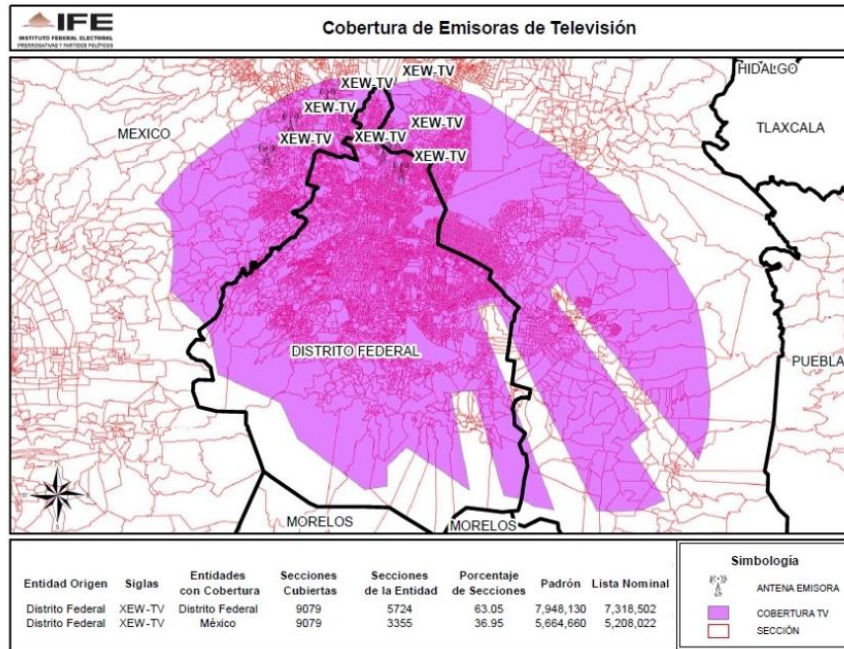 IFE
INSTITUTO FEDERAL ELECTORAL
PRERROGATIVAS Y PARTIDOS POLÍTICOS
Cobertura de Emisoras de Televisión
XEW-TV
XEW-TV
HIDALGO
XEW-TV
MEXICO
XEW-TV
TLAXCALA
XEW-TV
XEW-TV
XEW-TV
DISTRITO FEDERAL
PUEBLA
MORELOS
MORELOS
Entidad Origen Siglas Entidades con Cobertura Secciones Cubiertas Secciones de la Entidad Porcentaje de Secciones Padrón Lista Nominal
Distrito Federal XEW-TV Distrito Federal 9079 5724 63.05 7,948,130 7,318,502
Distrito Federal XEW-TV México 9079 3355 36.95 5,664,660 5,208,022
Simbología
ANTENA EMISORA
COBERTURA TV
SECCIÓN